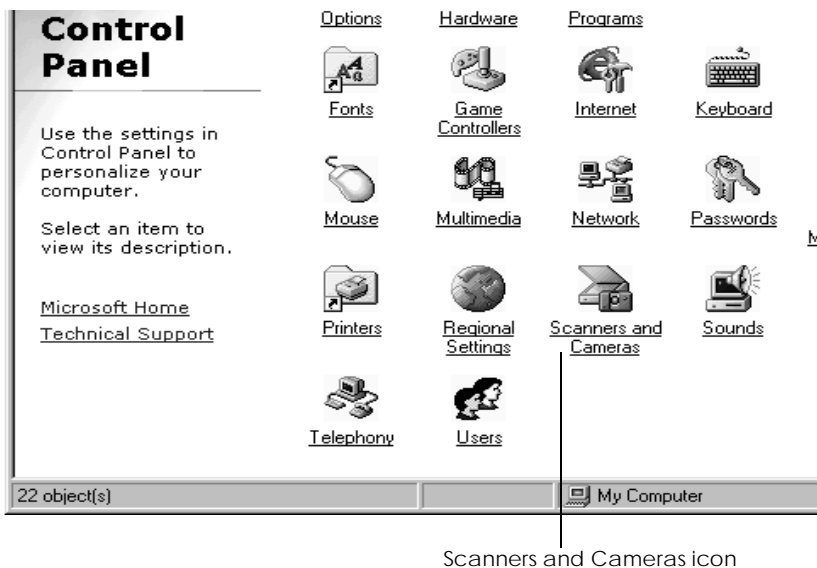 Control
Panel
Use the settings in
Control Panel to
personalize your
computer.
Select an item to
view its description.
Microsoft Home
Technical Support
Options
Hardware
Programs
Fonts
Game
Controllers
Internet
Keyboard
Mouse
Multimedia
Network
Passwords
Printers
Regional
Settings
Scanners and
Cameras
Sounds
Telephony
Users
22 object(s)
My Computer
Scanners and Cameras icon